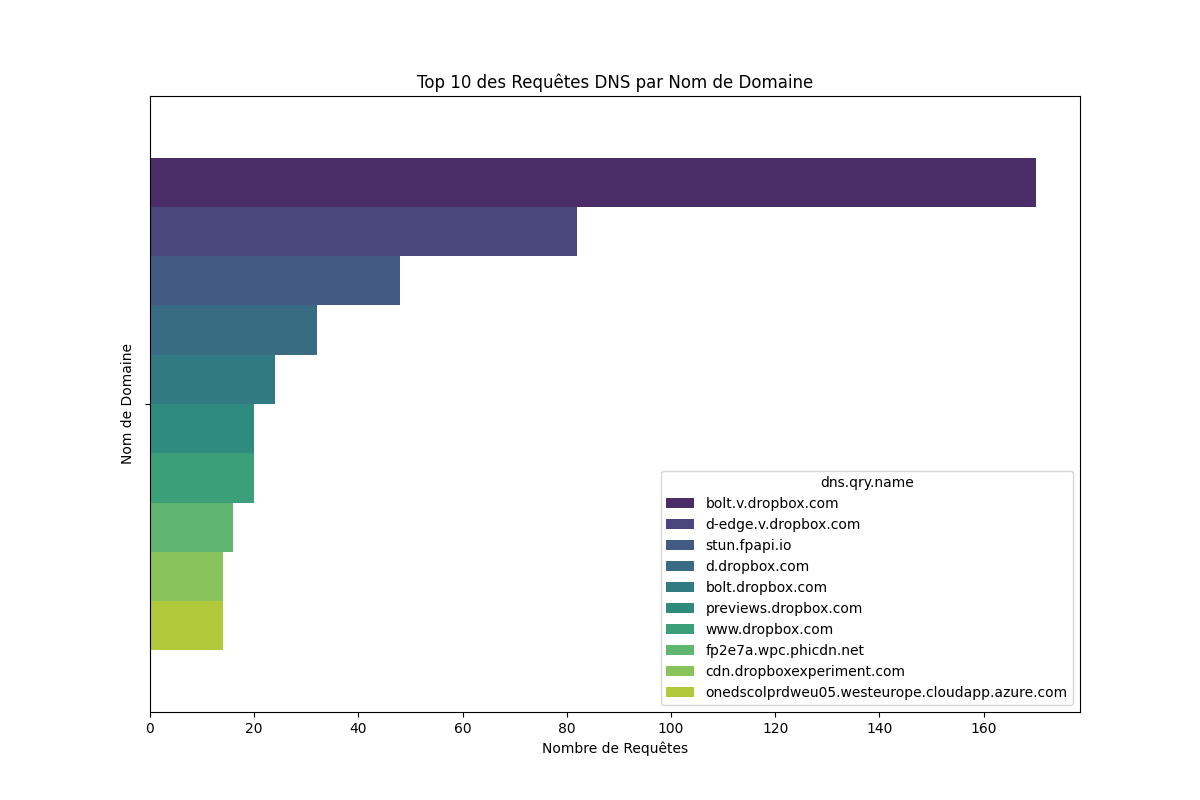 Top 10 des Requêtes DNS par Nom de Domaine
Nom de Domaine
dns.qry.name
bolt.v.dropbox.com
d-edge.v.dropbox.com
stun.fpapi.io
d.dropbox.com
bolt.dropbox.com
previews.dropbox.com
www.dropbox.com
fp2e7a.wpc.phicdn.net
cdn.dropboxexperiment.com
onedscolprdweu05.westeurope.cloudapp.azure.com
0 20 40 60 80 100 120 140 160
Nombre de Requêtes